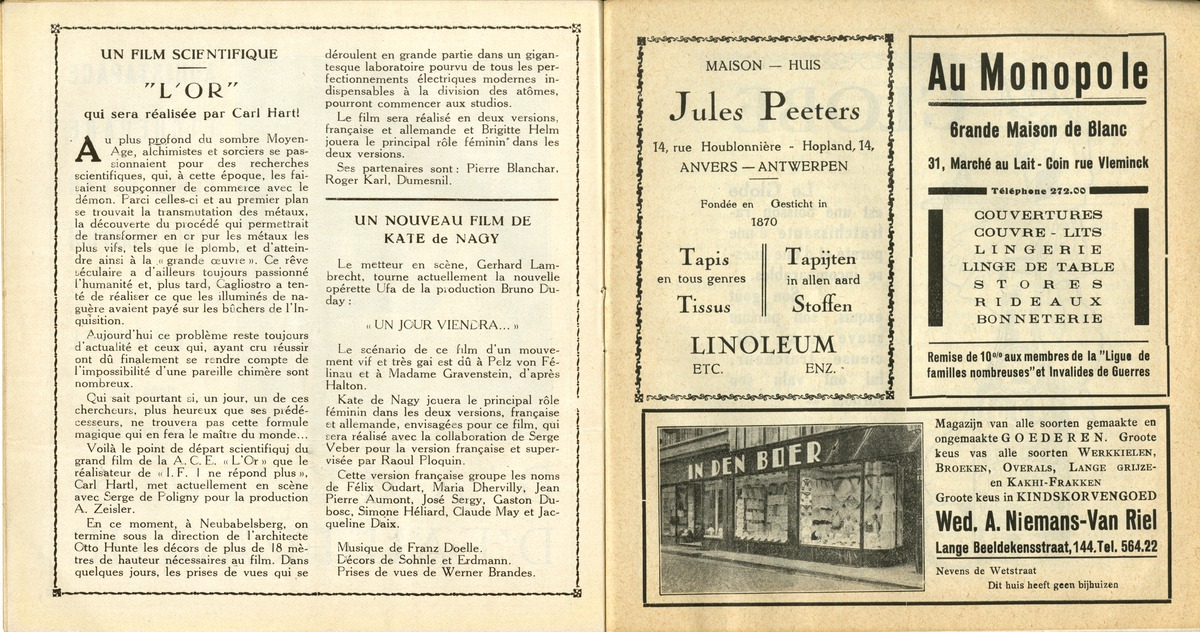 UN FILM SCIENTIFIQUE
"L'OR"
qui sera réalisée par Carl Hartl
Au plus profond du sombre Moyen-
Age, alchimistes et sorciers se pas-
sionnaient pour des recherches
scientifiques, qui, à cette époque, les fai-
saient soupçonner de commerce avec le
démon. Parci celles-ci et au premier plan
se trouvait la transmutation des métaux,
la découverte du procédé qui permettrait
de transformer en cr pur les métaux les
plus vifs, tels que le plomb, et d'attein-
dre ainsi à la « grande œuvre ». Ce rêve
séculaire a d'ailleurs toujours passionné
l'humanité et, plus tard, Cagliostro a ten-
té de réaliser ce que les illuminés de na-
guère avaient payé sur les bûchers de l'In-
quisition.
Aujourd'hui ce problème reste toujours
d'actualité et ceux qui, ayant cru réussir
ont dû finalement se rendre compte de
l'impossibilité d'une pareille chimère sont
nombreux.
Qui sait pourtant si, un jour, un de ces
chercheurs, plus heureux que ses prédé-
cesseurs, ne trouvera pas cette formule
magique qui en fera le maître du monde...
Voilà le point de départ scientifiquj du
grand film de la A. C. E. « L'Or » que le
réalisateur de « I. F. 1 ne répond plus »,
Carl Hartl, met actuellement en scène
avec Serge de Poligny pour la production
A. Zeisler.
En ce moment, à Neubabelsberg, on
termine sous la direction de l'architecte
Otto Hunte les décors de plus de 18 mè-
tres de hauteur nécessaires au film. Dans
quelques jours, les prises de vues qui se
déroulent en grande partie dans un gigan-
tesque laboratoire pourvu de tous les per-
fectionnements électriques modernes in-
dispensables à la division des atômes,
pourront commencer aux studios.
Le film sera réalisé en deux versions,
française et allemande et Brigitte Helm
jouera le principal rôle féminin dans les
deux versions.
Ses partenaires sont : Pierre Blanchar,
Roger Karl, Dumesnil.
UN NOUVEAU FILM DE
KATE de NAGY
Le metteur en scène, Gerhard Lam-
brecht, tourne actuellement la nouvelle
opérette Ufa de la production Bruno Du-
day :
« UN JOUR VIENDRA... »
Le scénario de ce film d'un mouve-
ment vif et très gai est dû à Pelz von Fé-
linau et à Madame Gravenstein, d'après
Halton.
Kate de Nagy jouera le principal rôle
féminin dans les deux versions, française
et allemande, envisagées pour ce film, qui
sera réalisé avec la collaboration de Serge
Veber pour la version française et super-
visée par Raoul Ploquin.
Cette version française groupe les noms
de Félix Oudart, Maria Dhervilly, Jean
Pierre Aumont, José Sergy, Gaston Du-
bosc, Simone Héliard, Claude May et Jac-
queline Daix.
Musique de Franz Doelle.
Décors de Sohnle et Erdmann.
Prises de vues de Werner Brandes.
MAISON — HUIS
Jules Peeters
14, rue Houblonnière - Hopland, 14,
ANVERS — ANTWERPEN
Fondée en Gesticht in
1870
Tapis Tapijten
en tous genres in allen aard
Tissus Stoffen
LINOLEUM
ETC. ENZ.
Au Monopole
Grande Maison de Blanc
31, Marché au Lait - Coin rue Vleminck
Téléphone 272.00
COUVERTURES
COUVRE - LITS
LINGERIE
LINGE DE TABLE
STORES
RIDEAUX
BONNETERIE
Remise de 10% aux membres de la "Ligue de
familles nombreuses" et Invalides de Guerres
IN DEN BOER
Magazijn van alle soorten gemaakte en
ongemaakte GOEDEREN. Groote
keus vas alle soorten WERKKIELEN,
BROEKEN, OVERALS, LANGE GRIJZE-
en KAKHI-FRAKKEN
Groote keus in KINDSKORVENGOED
Wed. A. Niemans-Van Riel
Lange Beeldekensstraat, 144. Tel. 564.22
Nevens de Wetstraat
Dit huis heeft geen bijhuizen